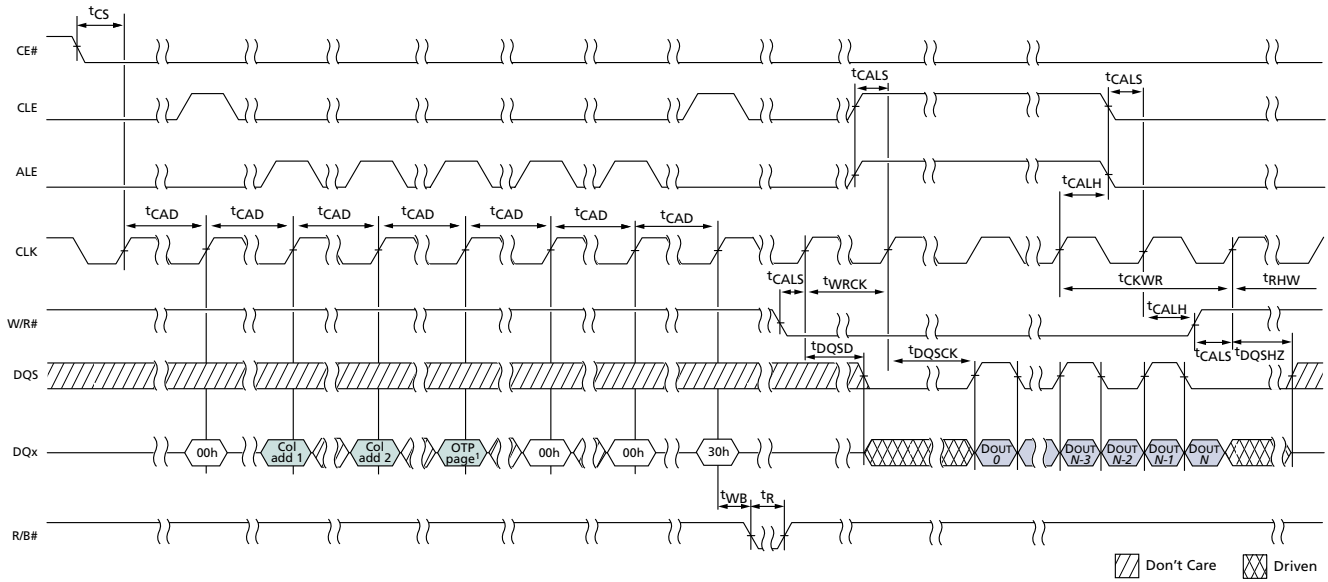 tCS
CE#
tCALS
tCALS
CLE
ALE
tCALH
tCAD
tCAD
tCAD
tCAD
tCAD
tCAD
tCAD
CLK
tCALS
tWRCK
tCKWR
tRHW
tCALH
W/R#
tDQSD
tDQSCK
tCALS
tDQSHZ
DQS
DQx
00h
Col add 1
Col add 2
OTP page1
00h
00h
30h
DOUT 0
DOUT N-3
DOUT N-2
DOUT N-1
DOUT N
tWB
tR
R/B#
Don't Care
Driven